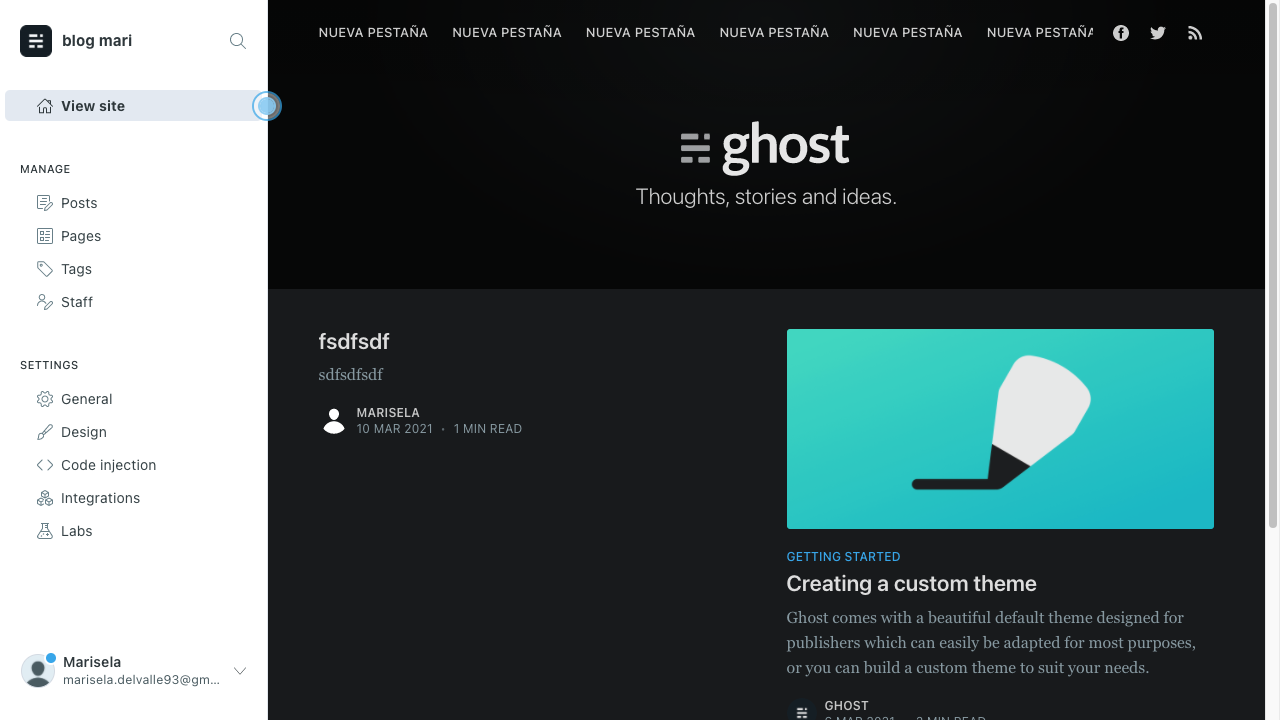 blog mari
View site
MANAGE
Posts
Pages
Tags
Staff
SETTINGS
General
Design
Code injection
Integrations
Labs
Marisela
marisela.delvalle93@gm...
NUEVA PESTAÑA NUEVA PESTAÑA NUEVA PESTAÑA NUEVA PESTAÑA NUEVA PESTAÑA NUEVA PESTAÑA
ghost
Thoughts, stories and ideas.
fsdfsdf
sdfsdfsdf
MARISELA
10 MAR 2021 • 1 MIN READ
GETTING STARTED
Creating a custom theme
Ghost comes with a beautiful default theme designed for
publishers which can easily be adapted for most purposes,
or you can build a custom theme to suit your needs.
GHOST